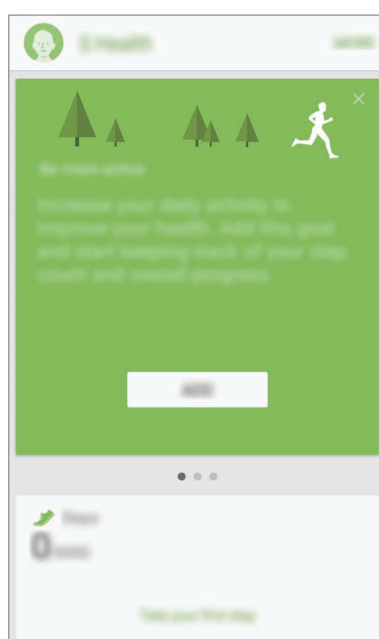 S Health
MORE
Be more active
Increase your daily activity to
improve your health. Add this goal
and start keeping track of your step
count and overall progress.
ADD
Steps
0
Take your first step